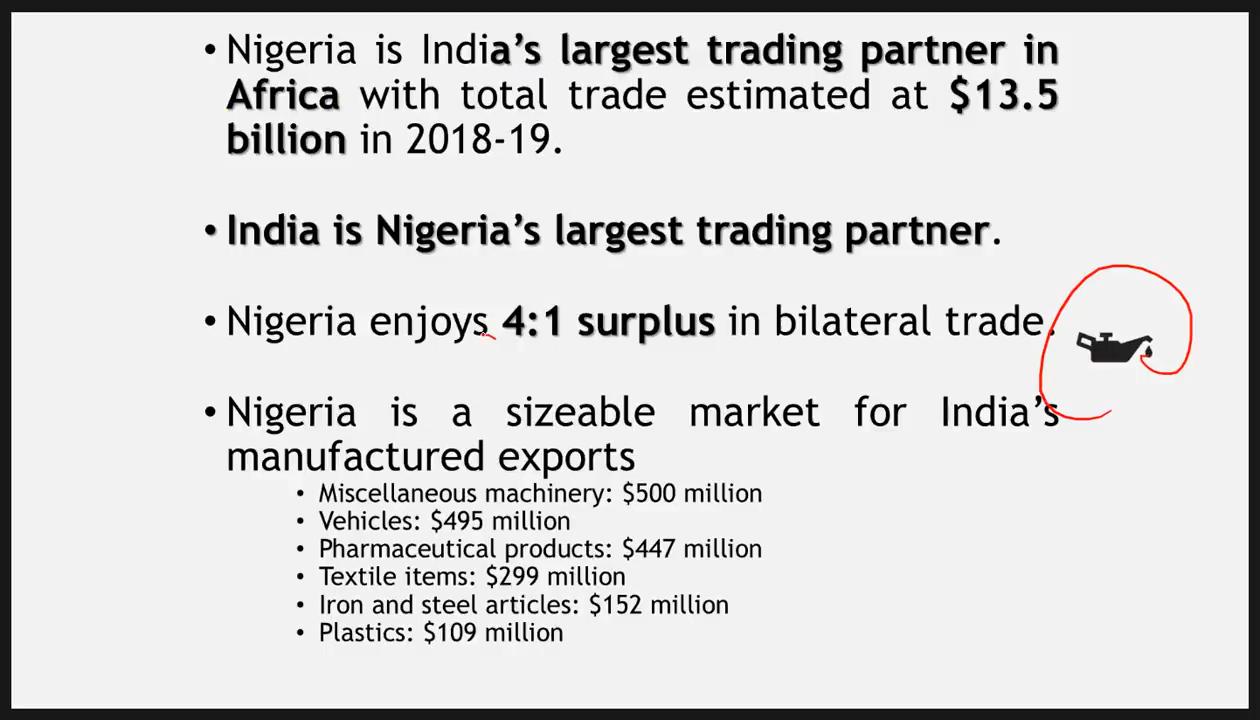 • Nigeria is India's largest trading partner in
Africa with total trade estimated at $13.5
billion in 2018-19.
• India is Nigeria's largest trading partner.
• Nigeria enjoys 4:1 surplus in bilateral trade.
• Nigeria is a sizeable market for India's
manufactured exports
• Miscellaneous machinery: $500 million
• Vehicles: $495 million
• Pharmaceutical products: $447 million
• Textile items: $299 million
• Iron and steel articles: $152 million
• Plastics: $109 million